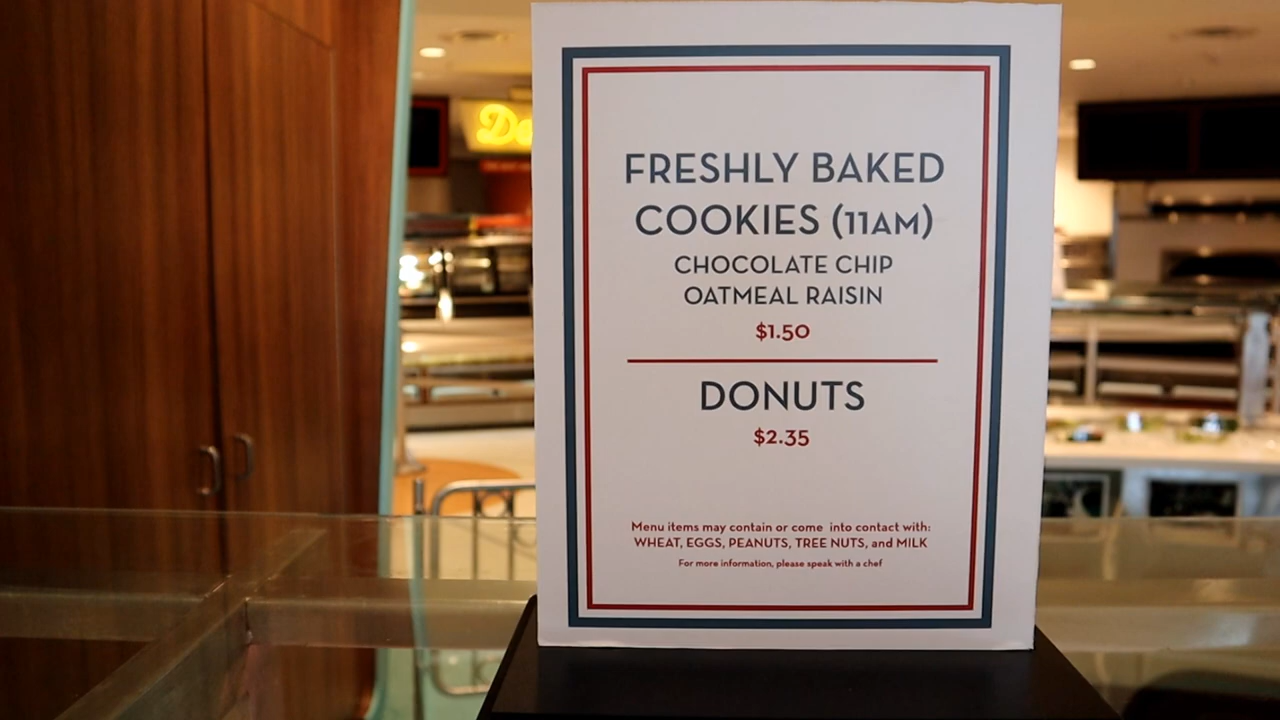 FRESHLY BAKED
COOKIES (11AM)
CHOCOLATE CHIP
OATMEAL RAISIN
$1.50
DONUTS
$2.35
Menu items may contain or come into contact with:
WHEAT, EGGS, PEANUTS, TREE NUTS, and MILK
For more information, please speak with a chef